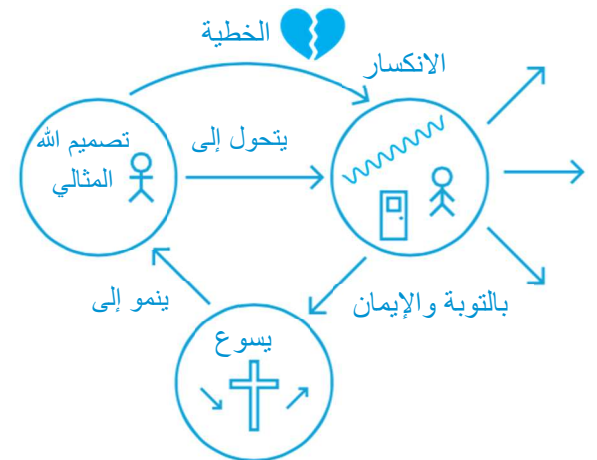 الخطية
الانكسار
تصميم الله
المثالي
يتحول إلى
ينمو إلى
بالتوبة والإيمان
يسوع